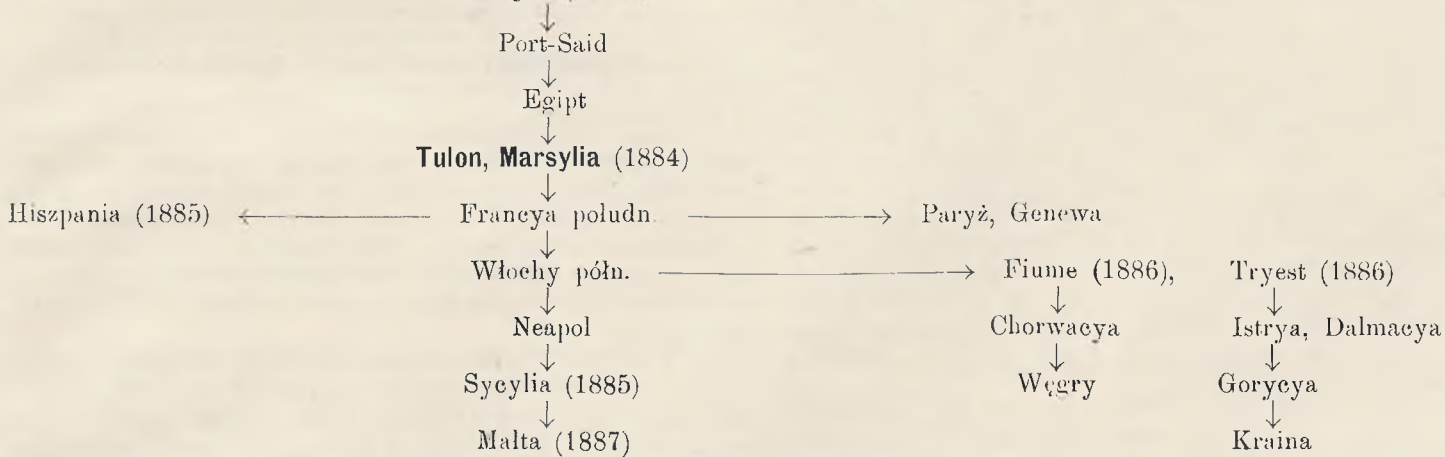 Port-Said
Egipt
Tulon, Marsylia (1884)
Hiszpania (1885) Francya południ. Paryż, Genewa
Włochy półn. Fiume (1886), Tryest (1886)
Neapol Chorwacya Istrya, Dalmacya
Sycylia (1885) Węgry Gorycya
Malta (1887) Kraina